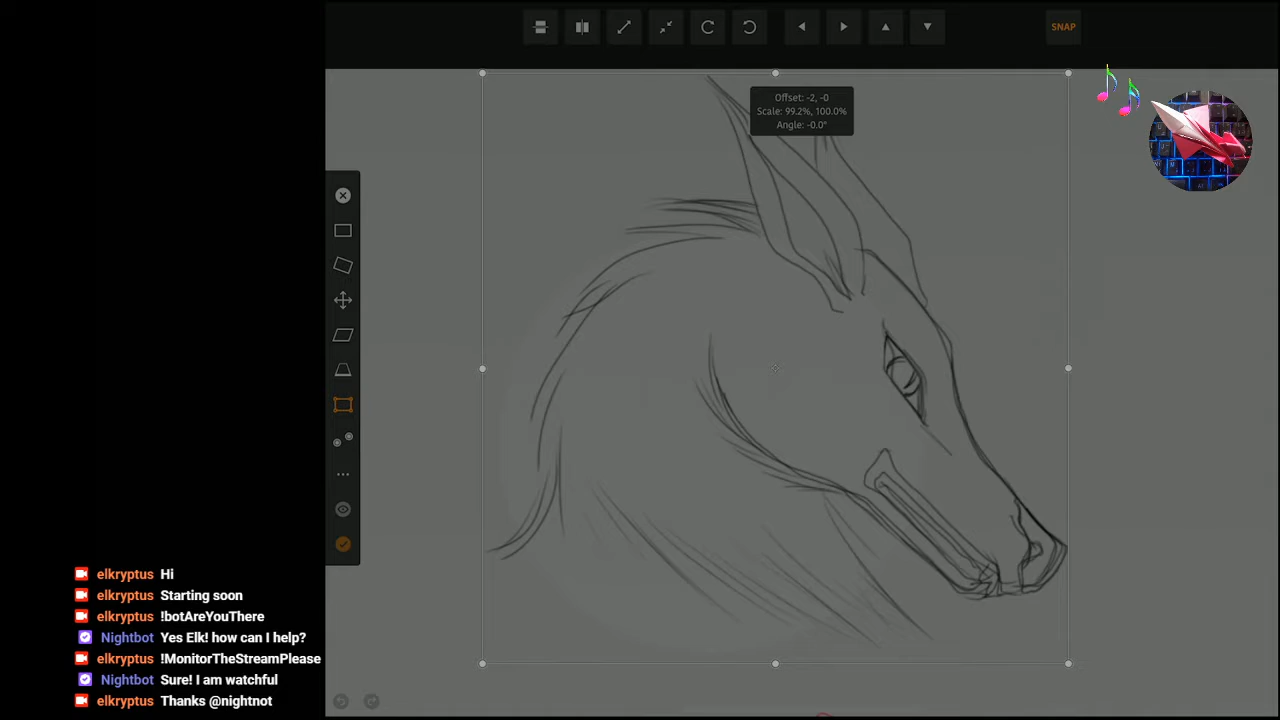 SNAP
Offset: -2, -0
Scale: 99.2%, 100.0%
Angle: -0.0°
elkryptus Hi
elkryptus Starting soon
elkryptus !botAreYouThere
Nightbot Yes Elk! how can I help?
elkryptus !MonitorTheStreamPlease
Nightbot Sure! I am watchful
elkryptus Thanks @nightnot